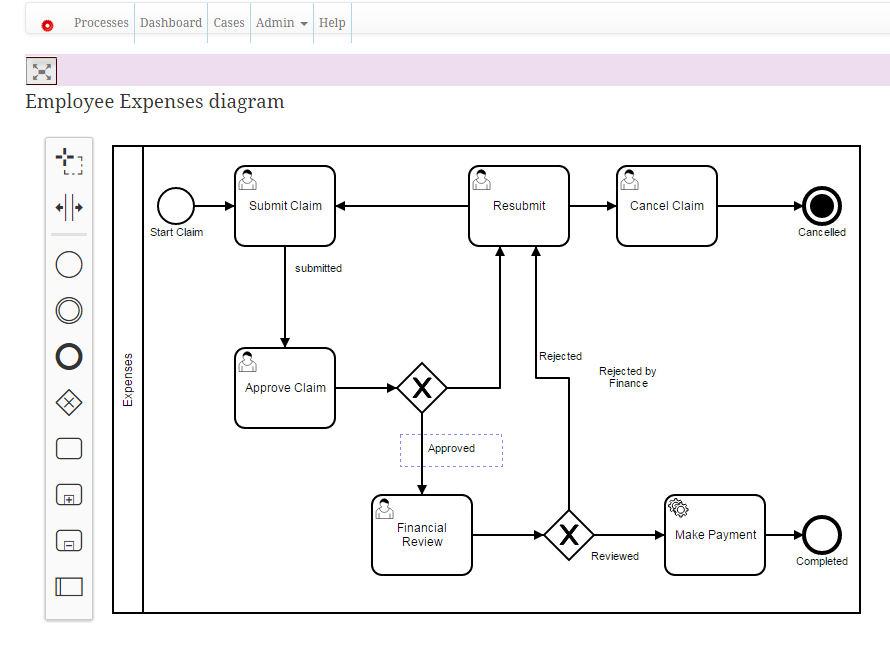 Processes
Dashboard
Cases
Admin
Help
Employee Expenses diagram
Submit Claim
Resubmit
Cancel Claim
Start Claim
Cancelled
submitted
Expenses
Rejected
Rejected by
Finance
Approve Claim
X
Approved
Financial
Review
X
Make Payment
Reviewed
Completed